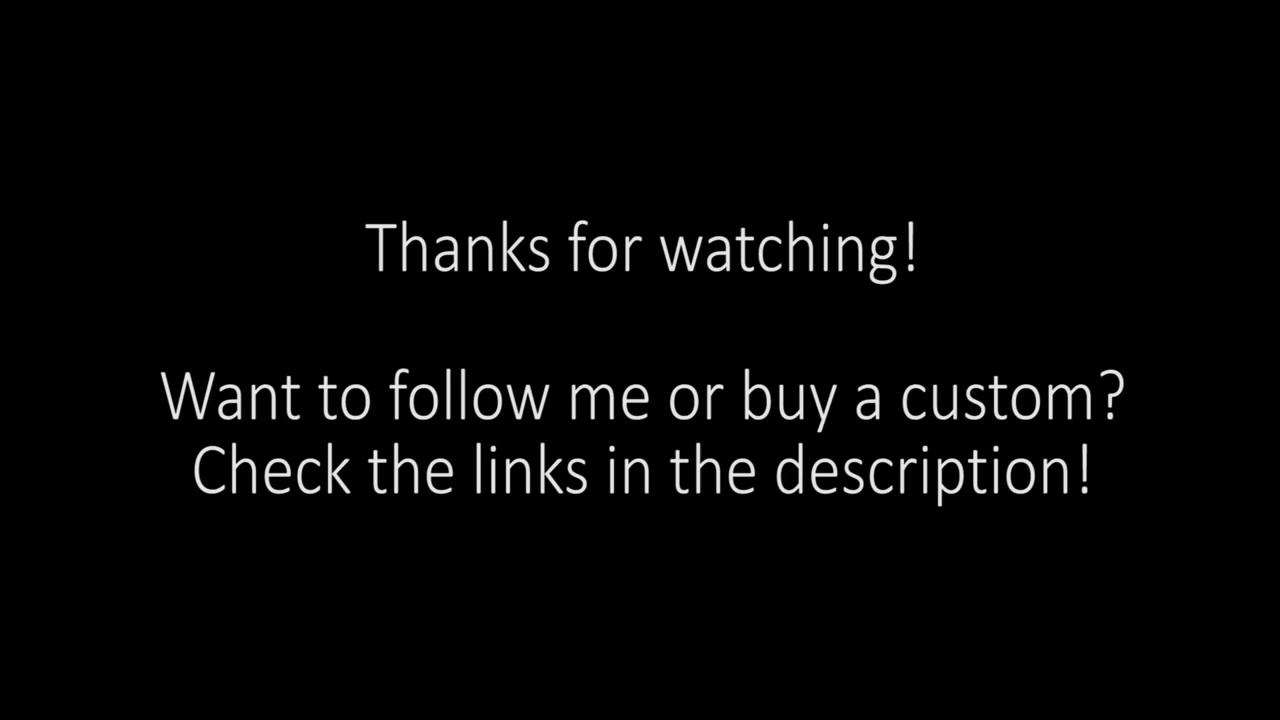 Thanks for watching!
Want to follow me or buy a custom?
Check the links in the description!